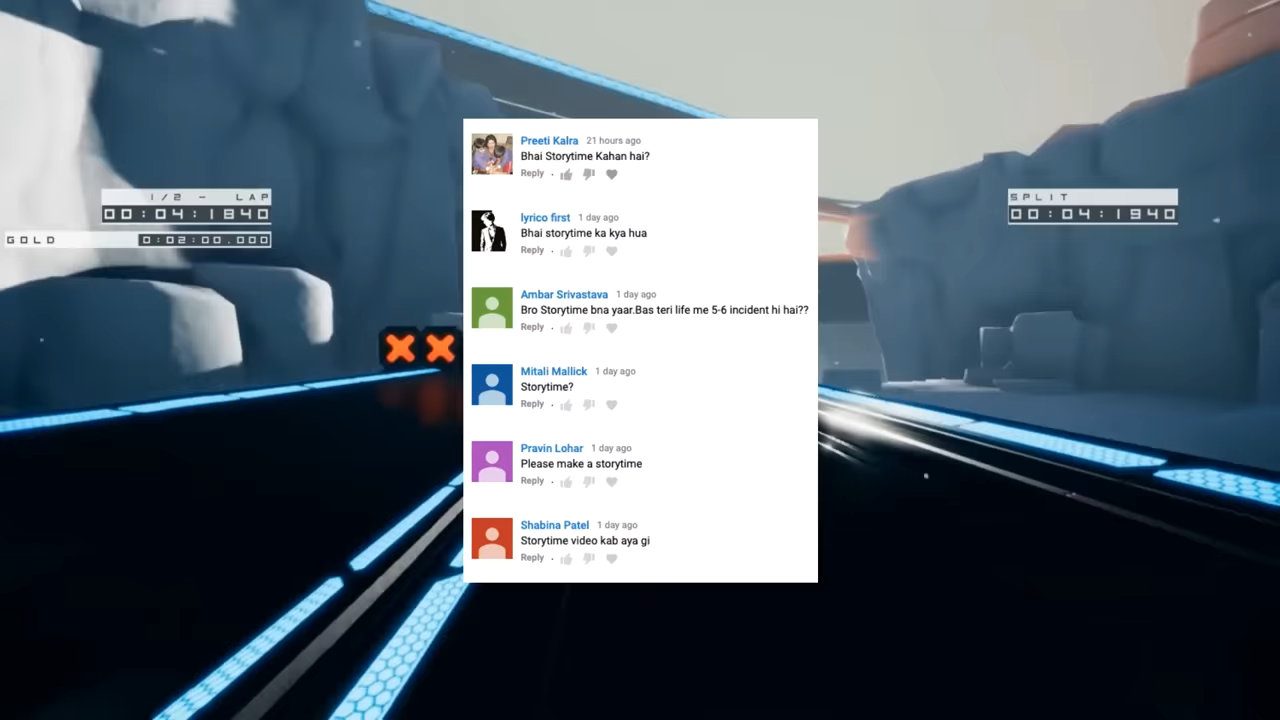 1/2 - LAP
00:04:1840
GOLD 0:02:00.000
SPLIT
00:04:1940
Preeti Kalra 21 hours ago
Bhai Storytime Kahan hai?
Reply
lyrico first 1 day ago
Bhai storytime ka kya hua
Reply
Ambar Srivastava 1 day ago
Bro Storytime bna yaar.Bas teri life me 5-6 incident hi hai??
Reply
Mitali Mallick 1 day ago
Storytime?
Reply
Pravin Lohar 1 day ago
Please make a storytime
Reply
Shabina Patel 1 day ago
Storytime video kab aya gi
Reply